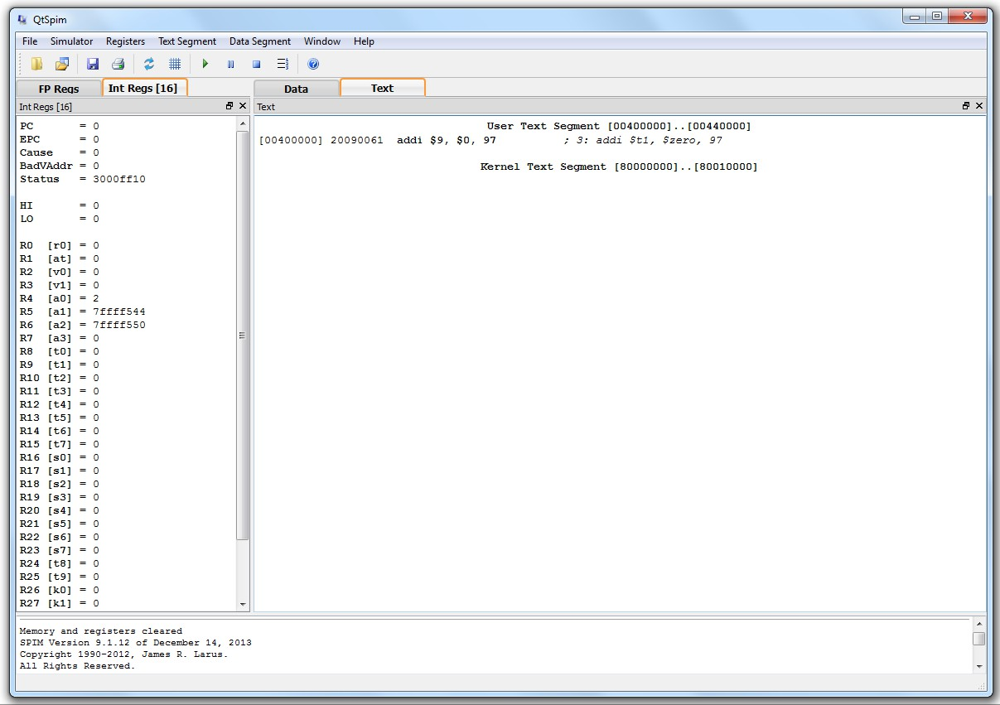 QtSpim
File Simulator Registers Text Segment Data Segment Window Help
FP Regs Int Regs [16] Data Text
Int Regs [16]
PC = 0
EPC = 0
Cause = 0
BadVAddr = 0
Status = 3000ff10
HI = 0
LO = 0
R0 [r0] = 0
R1 [at] = 0
R2 [v0] = 0
R3 [v1] = 0
R4 [a0] = 2
R5 [a1] = 7ffff544
R6 [a2] = 7ffff550
R7 [a3] = 0
R8 [t0] = 0
R9 [t1] = 0
R10 [t2] = 0
R11 [t3] = 0
R12 [t4] = 0
R13 [t5] = 0
R14 [t6] = 0
R15 [t7] = 0
R16 [s0] = 0
R17 [s1] = 0
R18 [s2] = 0
R19 [s3] = 0
R20 [s4] = 0
R21 [s5] = 0
R22 [s6] = 0
R23 [s7] = 0
R24 [t8] = 0
R25 [t9] = 0
R26 [k0] = 0
R27 [k1] = 0
Text
User Text Segment [00400000]..[00440000]
[00400000] 20090061 addi $9, $0, 97 ; 3: addi $t1, $zero, 97
Kernel Text Segment [80000000]..[80010000]
Memory and registers cleared
SPIM Version 9.1.12 of December 14, 2013
Copyright 1990-2012, James R. Larus.
All Rights Reserved.